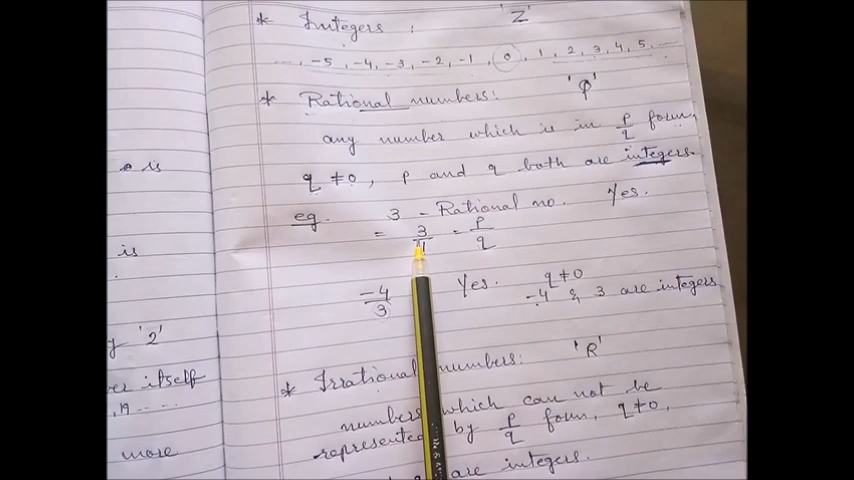 * Integers : 'Z'
..., -5, -4, -3, -2, -1, 0, 1, 2, 3, 4, 5, ...
* Rational numbers: 'φ'
any number which is in p/q form,
q ≠ 0, p and q both are integers.
eg. 3 - Rational no. Yes.
= 3/1 = p/q
-4/3 Yes. q ≠ 0
-4 & 3 are integers
* Irrational numbers: 'R'
numbers which can not be
represented by p/q form, q ≠ 0,
are integers.
is
is
'2'
itself
more